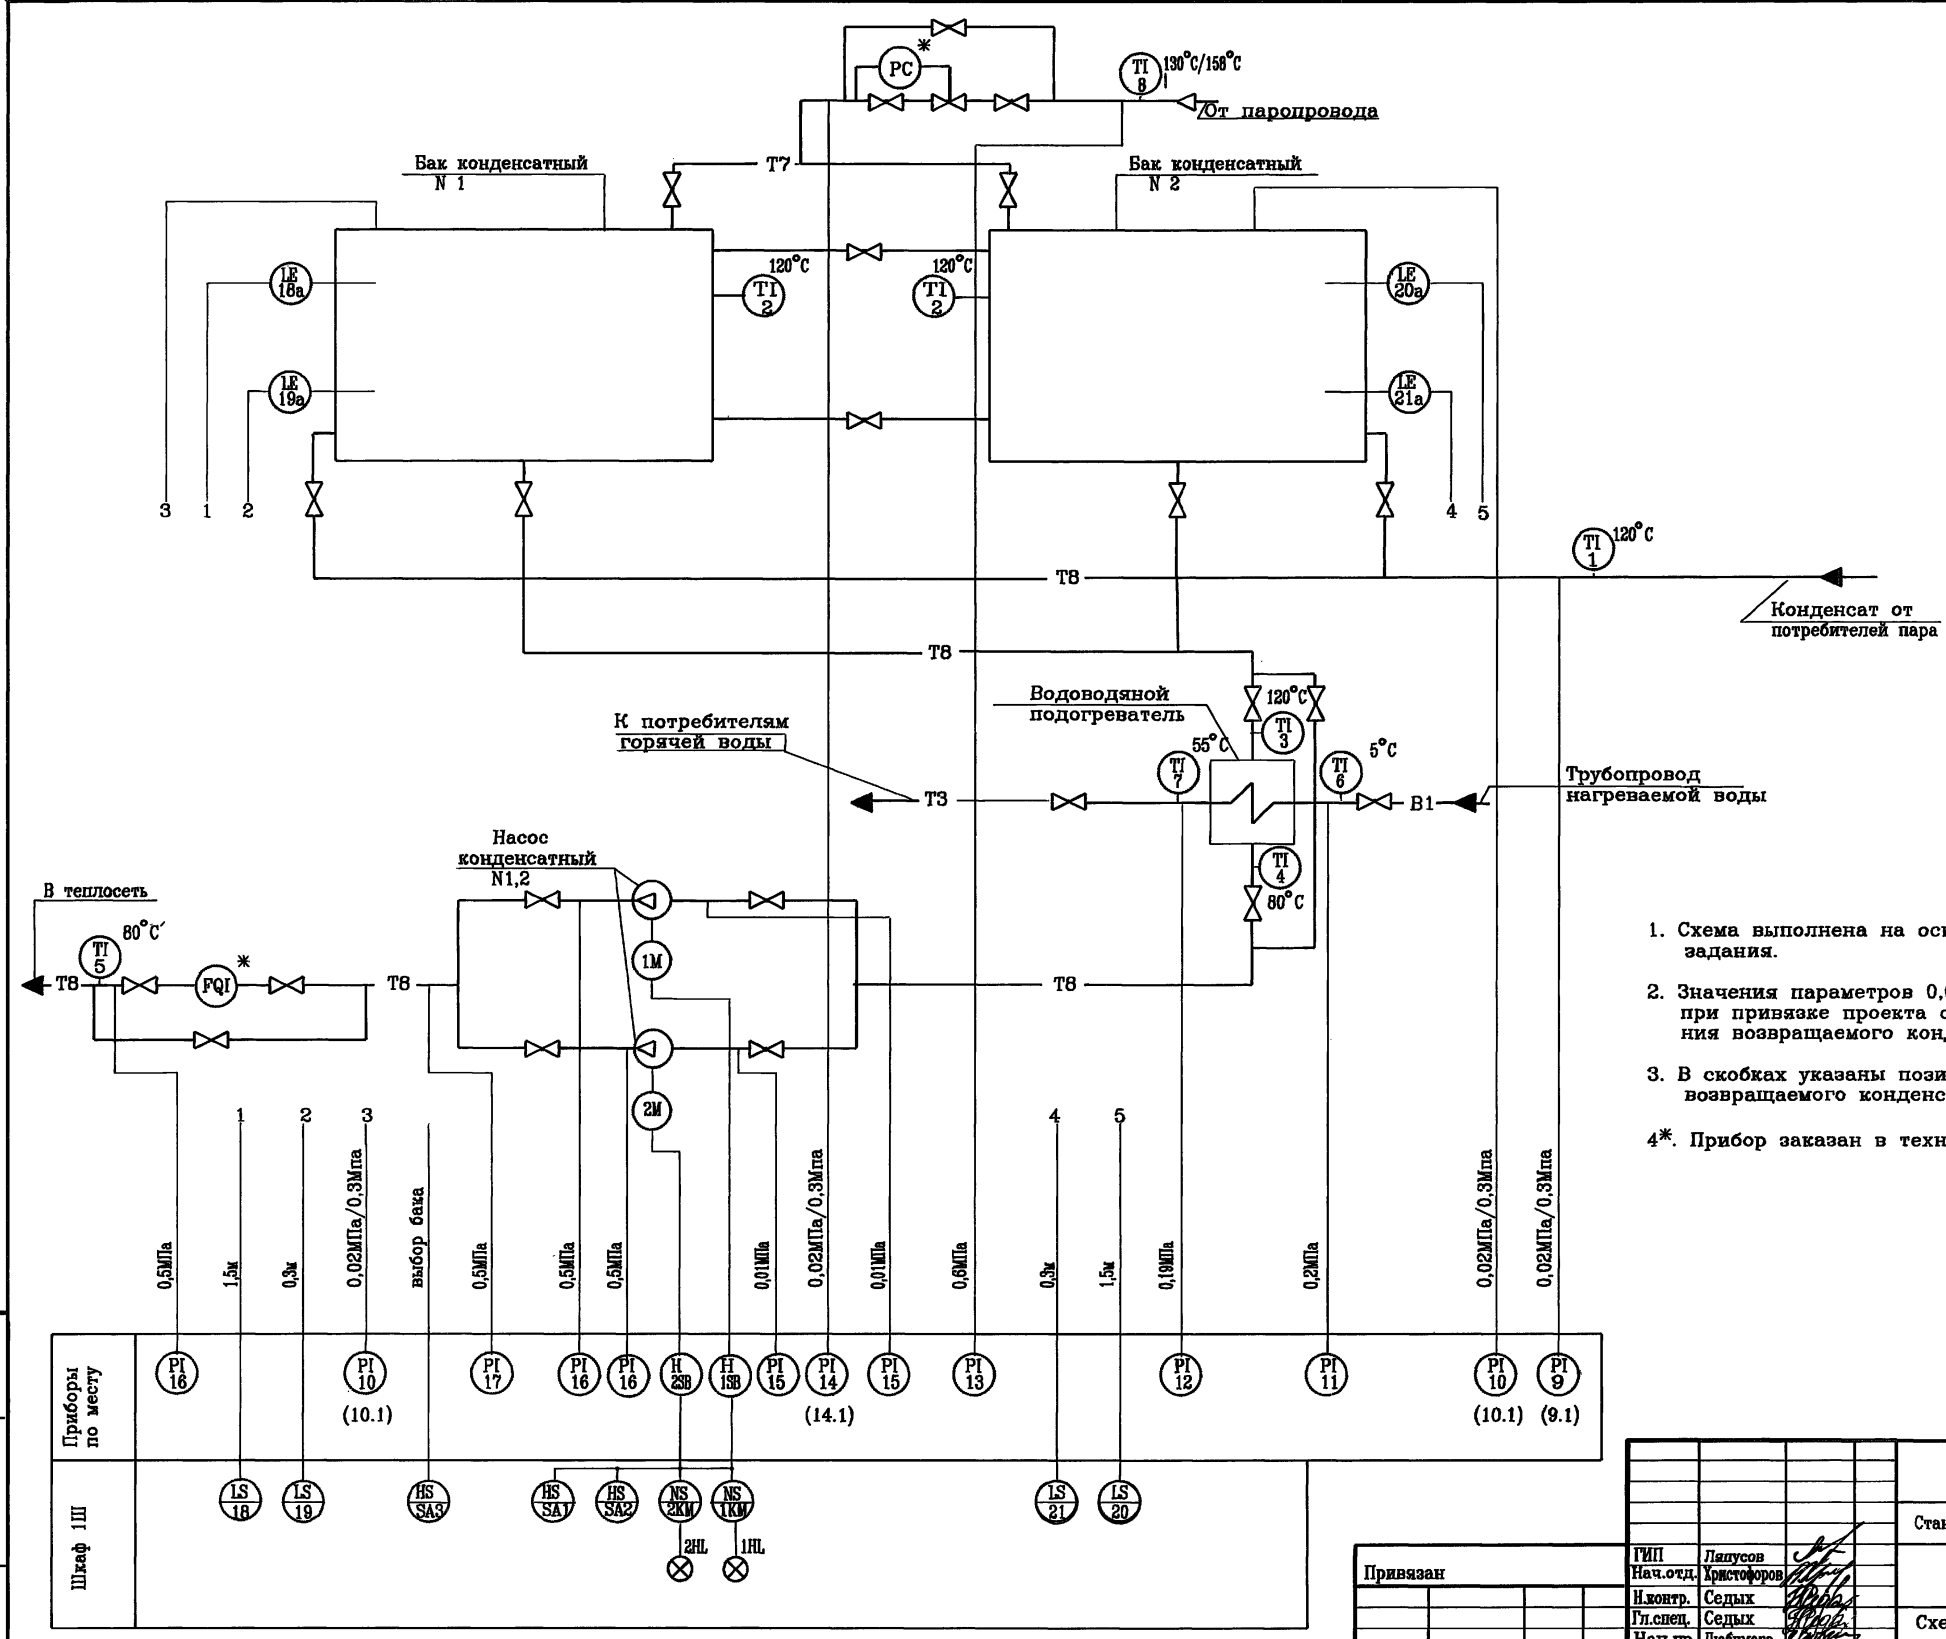 PC
*
TI
8
130°C/158°C
От паропровода
Бак конденсатный
N 1
T7
Бак конденсатный
N 2
LE
18а
120°C
TI
2
120°C
TI
2
LE
20а
LE
19а
LE
21а
3
1
2
4
5
TI
1
120°C
T8
Конденсат от
потребителей пара
T8
Водоводяной
подогреватель
120°C
TI
3
К потребителям
горячей воды
55°C
TI
7
TI
6
5°C
Трубопровод
нагреваемой воды
T3
B1
Насос
конденсатный
N1,2
TI
4
80°C
В теплосеть
80°C
TI
5
*
1М
T8
FQI
T8
T8
2М
1. Схема выполнена на ос
задания.
2. Значения параметров 0,
при привязке проекта
ния возвращаемого кон
3. В скобках указаны пози
возвращаемого конденс
4*. Прибор заказан в техн
1
2
3
4
5
0,5МПа
1,5м
0,3м
0,02МПа/0,3Мпа
выбор бака
0,5МПа
0,5МПа
0,5МПа
0,01МПа
0,02МПа/0,3Мпа
0,01МПа
0,6МПа
0,3м
1,5м
0,19МПа
0,2МПа
0,02МПа/0,3Мпа
0,02МПа/0,3Мпа
Приборы
по месту
PI
16
PI
10
(10.1)
PI
17
PI
16
PI
16
H
2SB
H
1SB
PI
15
PI
14
(14.1)
PI
15
PI
13
PI
12
PI
11
PI
10
(10.1)
PI
9
(9.1)
Шкаф 1Ш
LS
18
LS
19
HS
SA3
HS
SA1
HS
SA2
NS
2KM
NS
1KM
LS
21
LS
20
2HL
1HL
Привязан
ГИП Ляпусов
Нач.отд. Христофоров
Н.контр. Седых
Гл.спец. Седых
Стан
Схе